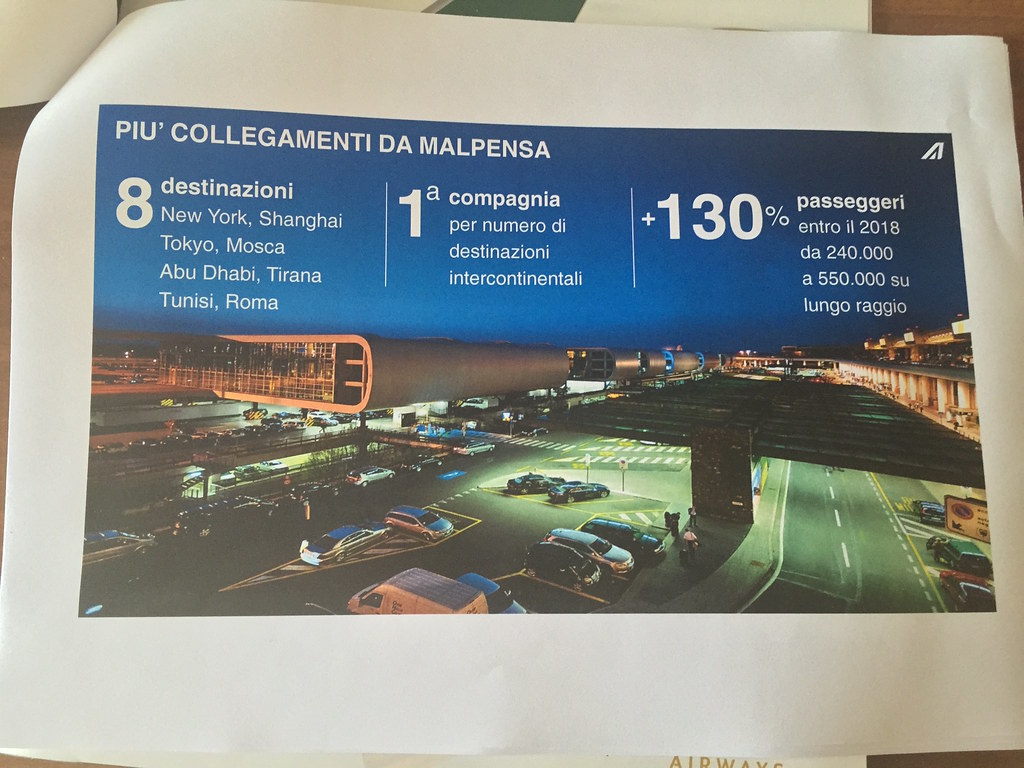 PIU' COLLEGAMENTI DA MALPENSA
8 destinazioni
New York, Shanghai
Tokyo, Mosca
Abu Dhabi, Tirana
Tunisi, Roma
1a compagnia
per numero di
destinazioni
intercontinentali
+130% passeggeri
entro il 2018
da 240.000
a 550.000 su
lungo raggio
AIRWAYS